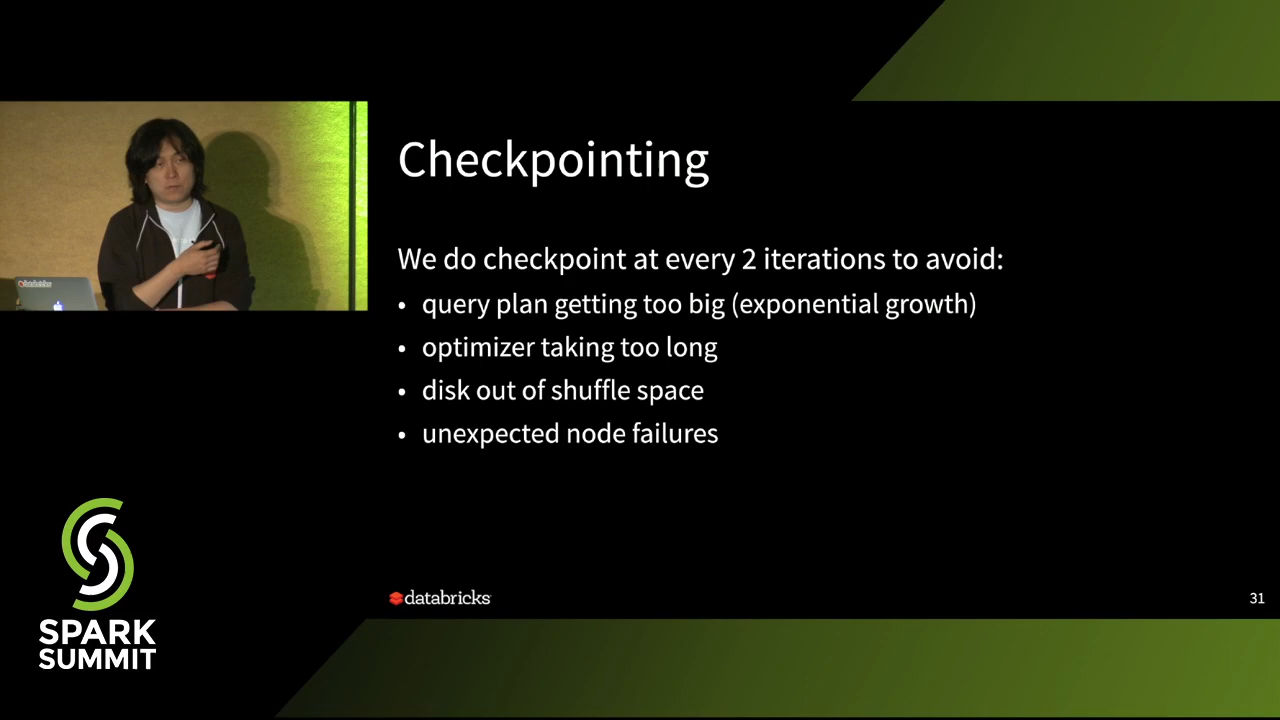 Checkpointing
We do checkpoint at every 2 iterations to avoid:
• query plan getting too big (exponential growth)
• optimizer taking too long
• disk out of shuffle space
• unexpected node failures
databricks
databricks
31
SPARK
SUMMIT